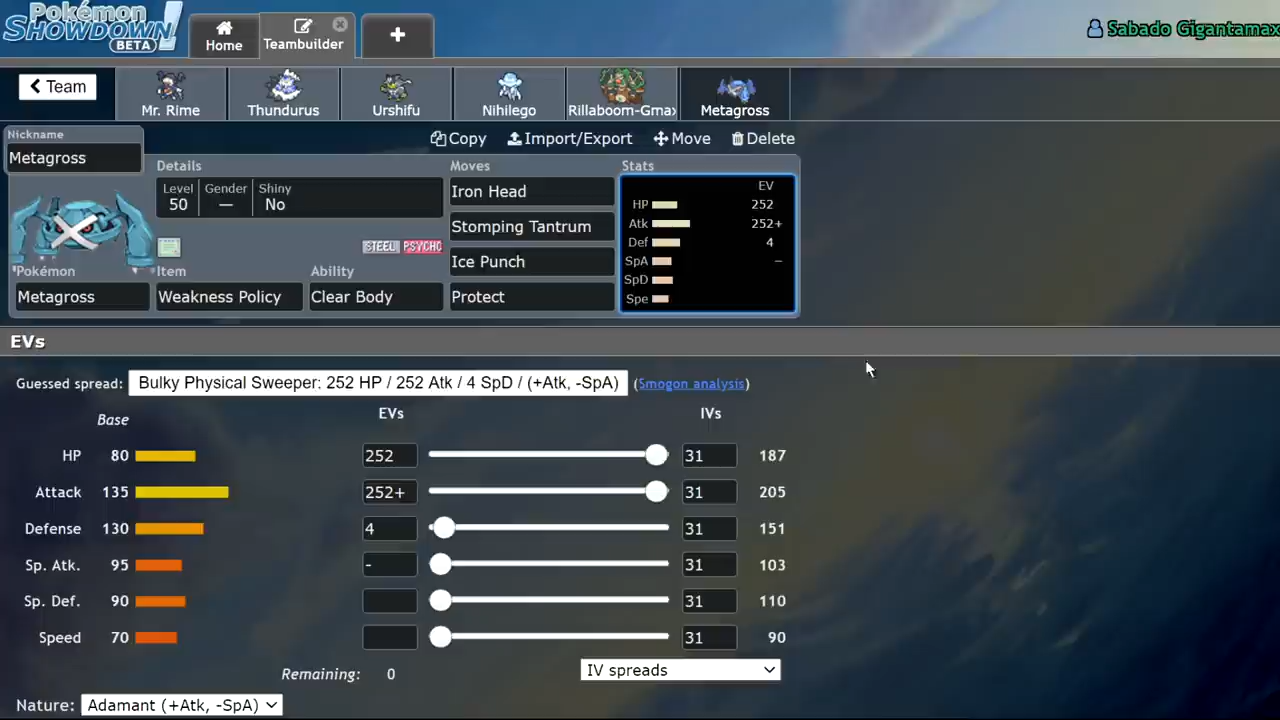 Pokémon
SHOWDOWN!
BETA
Home
Teambuilder
+
Sabado Gigantamax
Team
Mr. Rime
Thundurus
Urshifu
Nihilego
Rillaboom-Gmax
Metagross
Copy
Import/Export
Move
Delete
Nickname
Metagross
Details
Level
50
Gender
—
Shiny
No
STEEL
PSYCHC
Pokémon
Metagross
Item
Weakness Policy
Ability
Clear Body
Moves
Iron Head
Stomping Tantrum
Ice Punch
Protect
Stats
EV
HP 252
Atk 252+
Def 4
SpA −
SpD
Spe
EVs
Guessed spread: Bulky Physical Sweeper: 252 HP / 252 Atk / 4 SpD / (+Atk, -SpA) (Smogon analysis)
Base EVs IVs
HP 80 252 31 187
Attack 135 252+ 31 205
Defense 130 4 31 151
Sp. Atk. 95 - 31 103
Sp. Def. 90 31 110
Speed 70 31 90
Remaining: 0
IV spreads
Nature: Adamant (+Atk, -SpA)